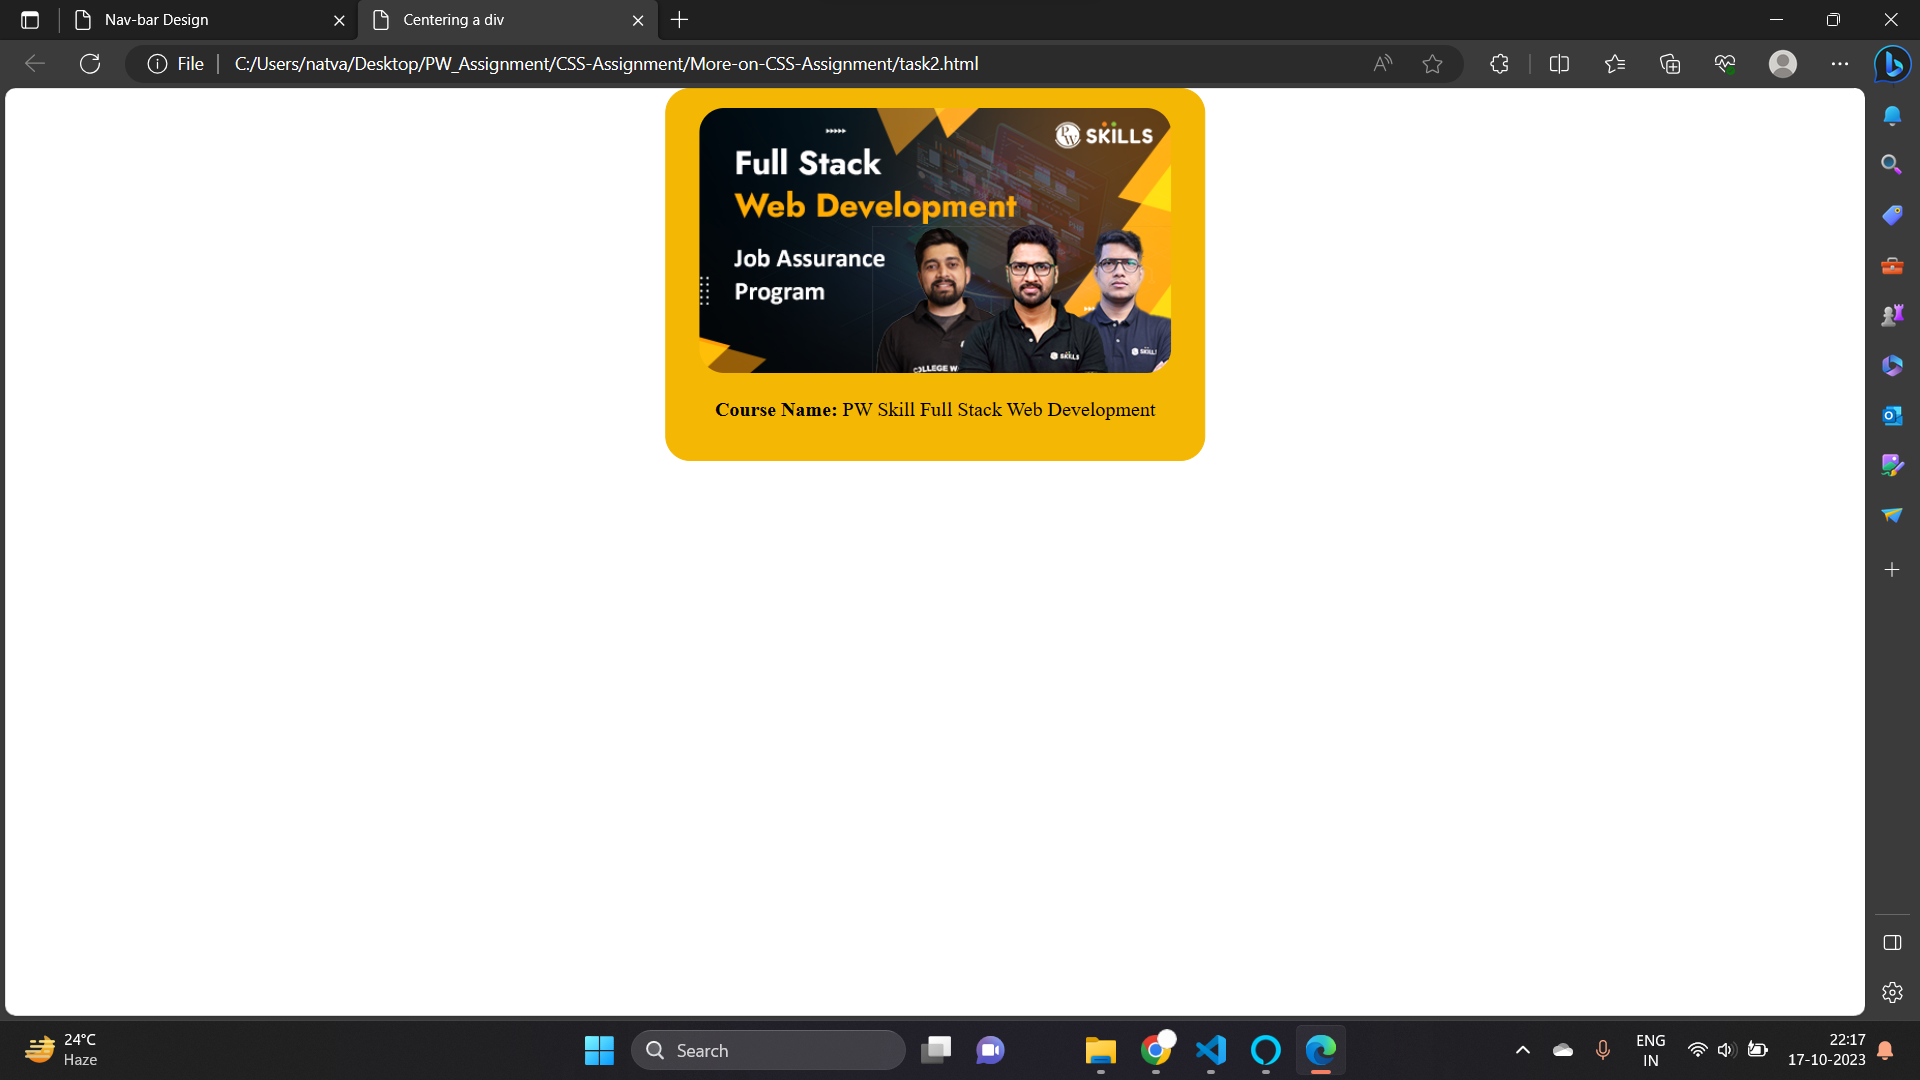 Nav-bar Design
Centering a div
File
C:/Users/natva/Desktop/PW_Assignment/CSS-Assignment/More-on-CSS-Assignment/task2.html
PW SKILLS
Full Stack
Web Development
Job Assurance
Program
SKILLS
SKILL
COLLEGE W
Course Name: PW Skill Full Stack Web Development
24°C
Haze
Search
ENG
IN
22:17
17-10-2023